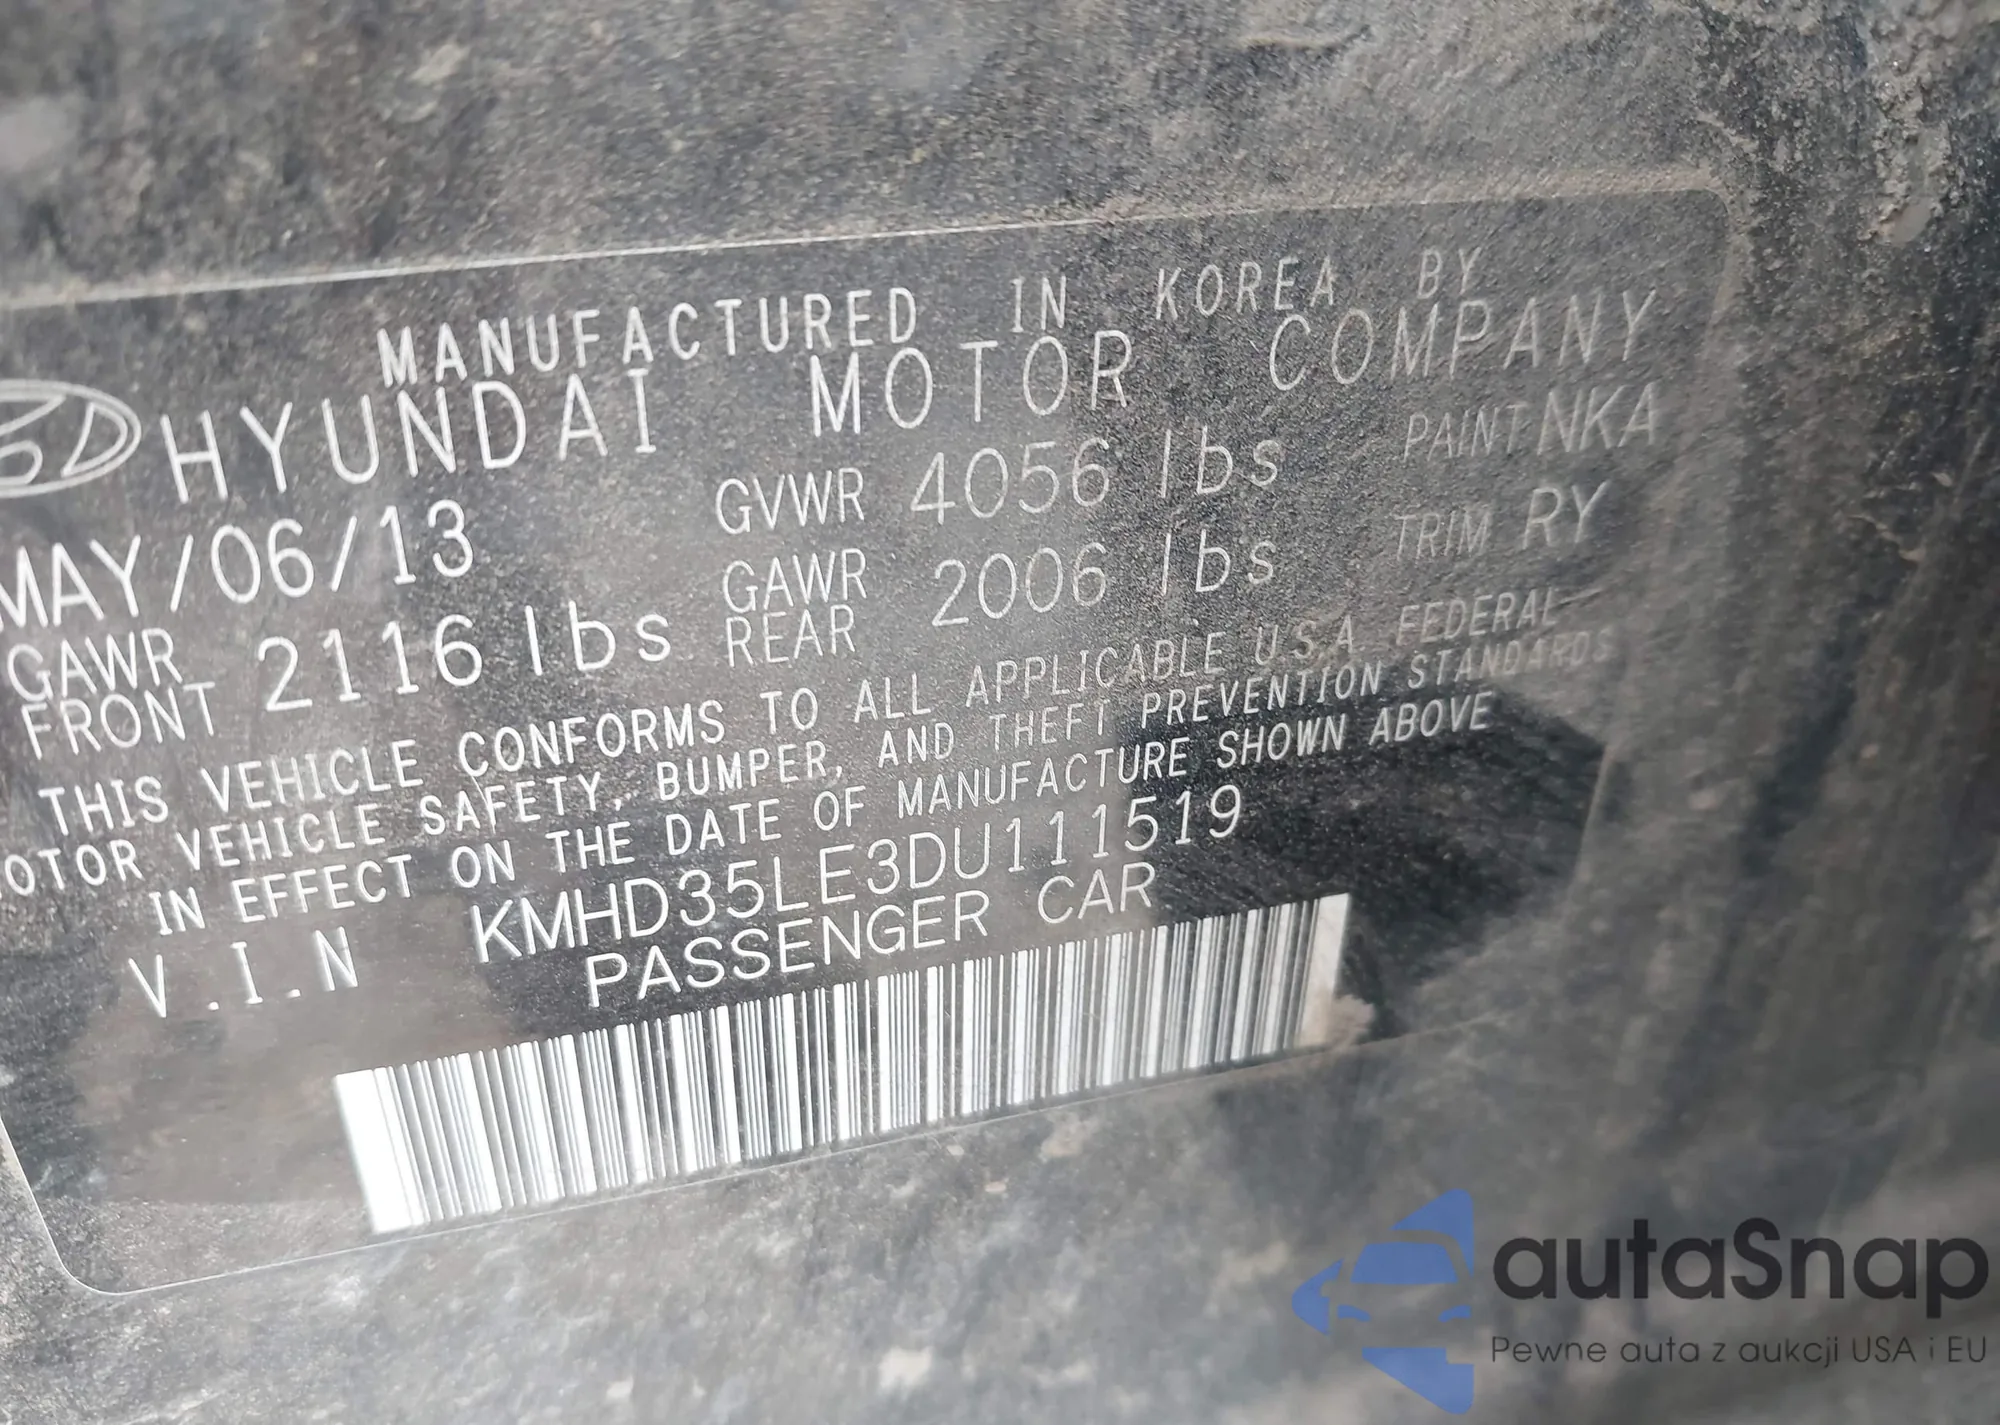 MANUFACTURED IN KOREA BY
HYUNDAI MOTOR COMPANY
MAY/06/13 GVWR 4056 lbs PAINT NKA
GAWR FRONT 2116 lbs GAWR REAR 2006 lbs TRIM RY
THIS VEHICLE CONFORMS TO ALL APPLICABLE U.S.A FEDERAL
MOTOR VEHICLE SAFETY, BUMPER, AND THEFT PREVENTION STANDARDS
IN EFFECT ON THE DATE OF MANUFACTURE SHOWN ABOVE
V.I.N KMHD35LE3DU111519
PASSENGER CAR
autaSnap
Pewne auta z aukcji USA i EU